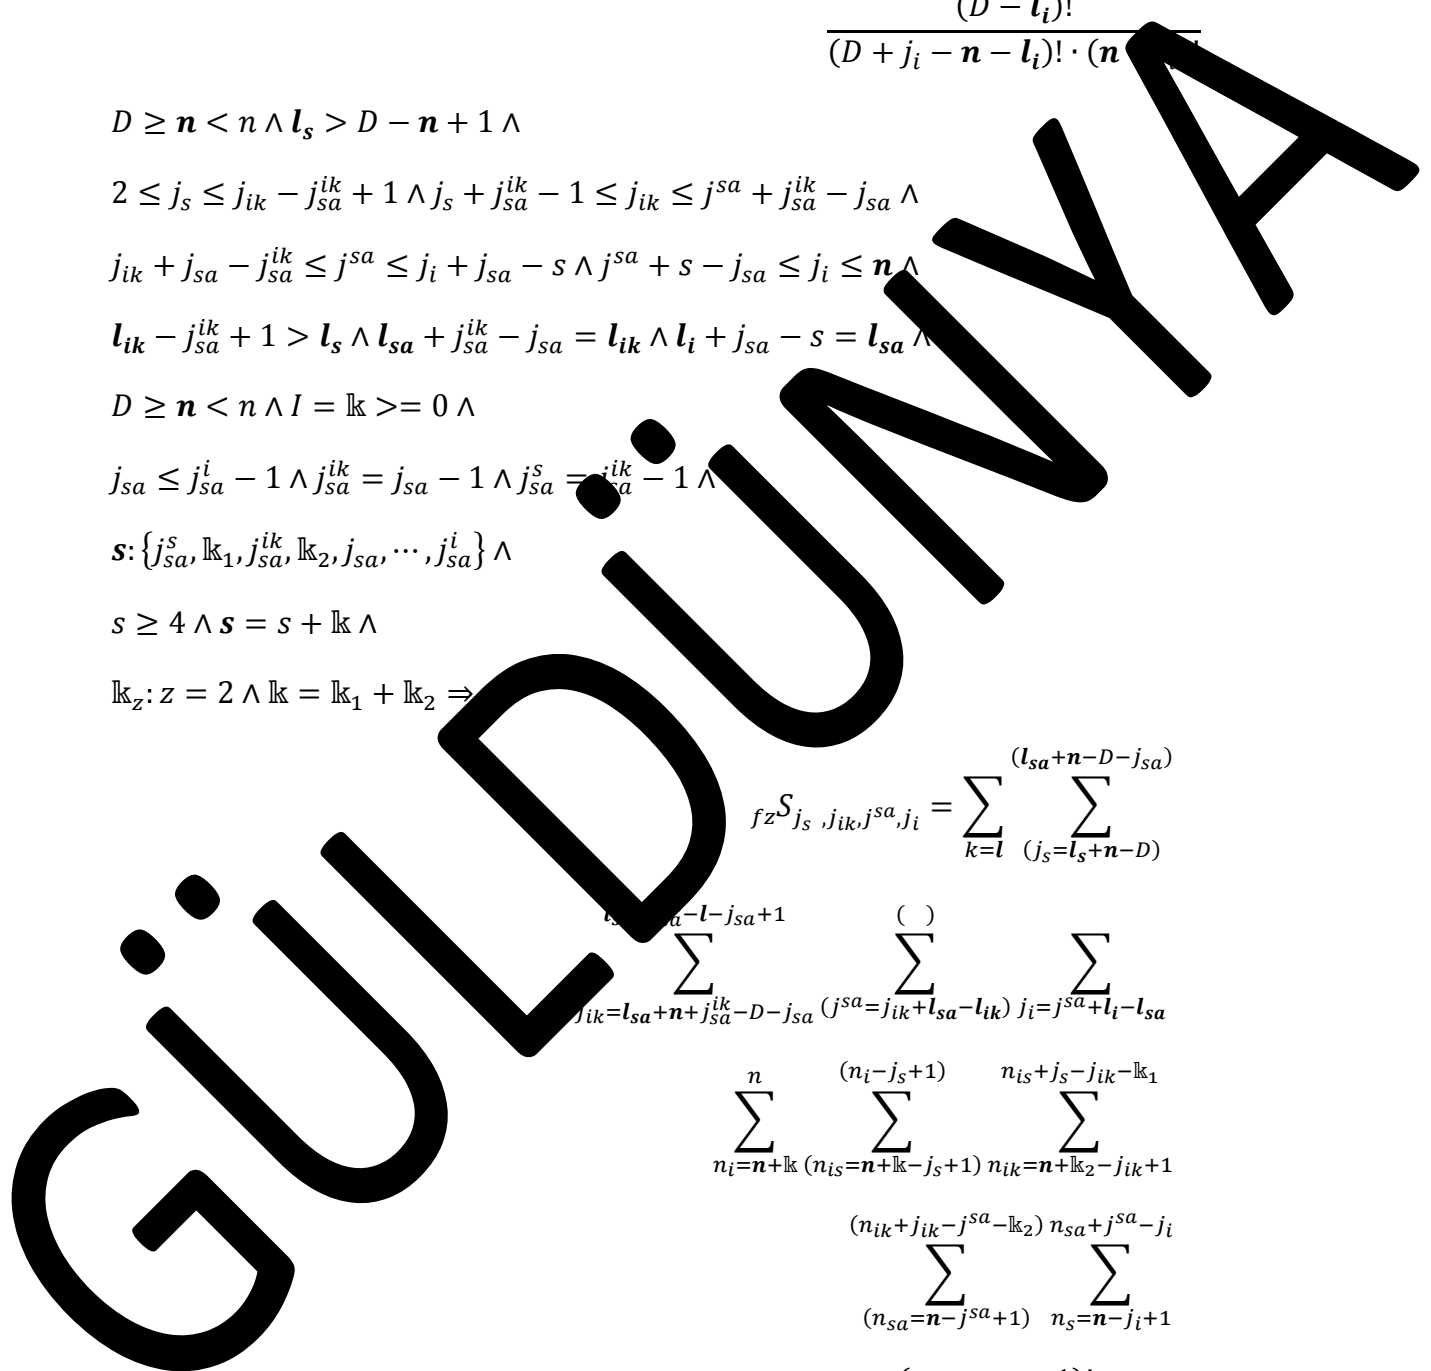 (D − l_i)!
(D + j_i − n − l_i)! · (n
D ≥ n < n ∧ l_s > D − n + 1 ∧
2 ≤ j_s ≤ j_ik − j_sa^ik + 1 ∧ j_s + j_sa^ik − 1 ≤ j_ik ≤ j^sa + j_sa^ik − j_sa ∧
j_ik + j_sa − j_sa^ik ≤ j^sa ≤ j_i + j_sa − s ∧ j^sa + s − j_sa ≤ j_i ≤ n ∧
l_ik − j_sa^ik + 1 > l_s ∧ l_sa + j_sa^ik − j_sa = l_ik ∧ l_i + j_sa − s = l_sa ∧
D ≥ n < n ∧ I = 𝕜 >= 0 ∧
j_sa ≤ j_sa^i − 1 ∧ j_sa^ik = j_sa − 1 ∧ j_sa^s = j_sa^ik − 1 ∧
s: {j_sa^s, 𝕜_1, j_sa^ik, 𝕜_2, j_sa, ⋯, j_sa^i} ∧
s ≥ 4 ∧ s = s + 𝕜 ∧
𝕜_z: z = 2 ∧ 𝕜 = 𝕜_1 + 𝕜_2 ⇒
(l_sa+n−D−j_sa)
fzS_{j_s ,j_ik,j^sa,j_i} = ∑ ∑
k=l (j_s=l_s+n−D)
−l−j_sa+1 ( )
∑ ∑ ∑
j_ik=l_sa+n+j_sa^ik−D−j_sa (j^sa=j_ik+l_sa−l_ik) j_i=j^sa+l_i−l_sa
n (n_i−j_s+1) n_is+j_s−j_ik−𝕜_1
∑ ∑ ∑
n_i=n+𝕜 (n_is=n+𝕜−j_s+1) n_ik=n+𝕜_2−j_ik+1
(n_ik+j_ik−j^sa−𝕜_2) n_sa+j^sa−j_i
∑ ∑
(n_sa=n−j^sa+1) n_s=n−j_i+1
GÜLDÜNYA